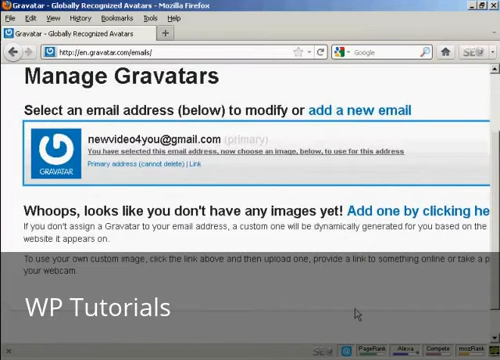 Gravatar - Globally Recognized Avatars - Mozilla Firefox
File Edit View History Bookmarks Tools Help
Gravatar - Globally Recognized Avatars
http://en.gravatar.com/emails/
Google
Manage Gravatars
Select an email address (below) to modify or add a new email
newvideo4you@gmail.com (primary)
You have selected this email address, now choose an image, below, to use for this address
Primary address (cannot delete) | Link
GRAVATAR
Whoops, looks like you don't have any images yet! Add one by clicking he
If you don't assign a Gravatar to your email address, a custom one will be dynamically generated for you based on the
website it appears on.
To use your own custom image, click the link above and then upload one, provide a link to something online or take a p
your webcam.
WP Tutorials
PageRank Alexa Compete mozRank